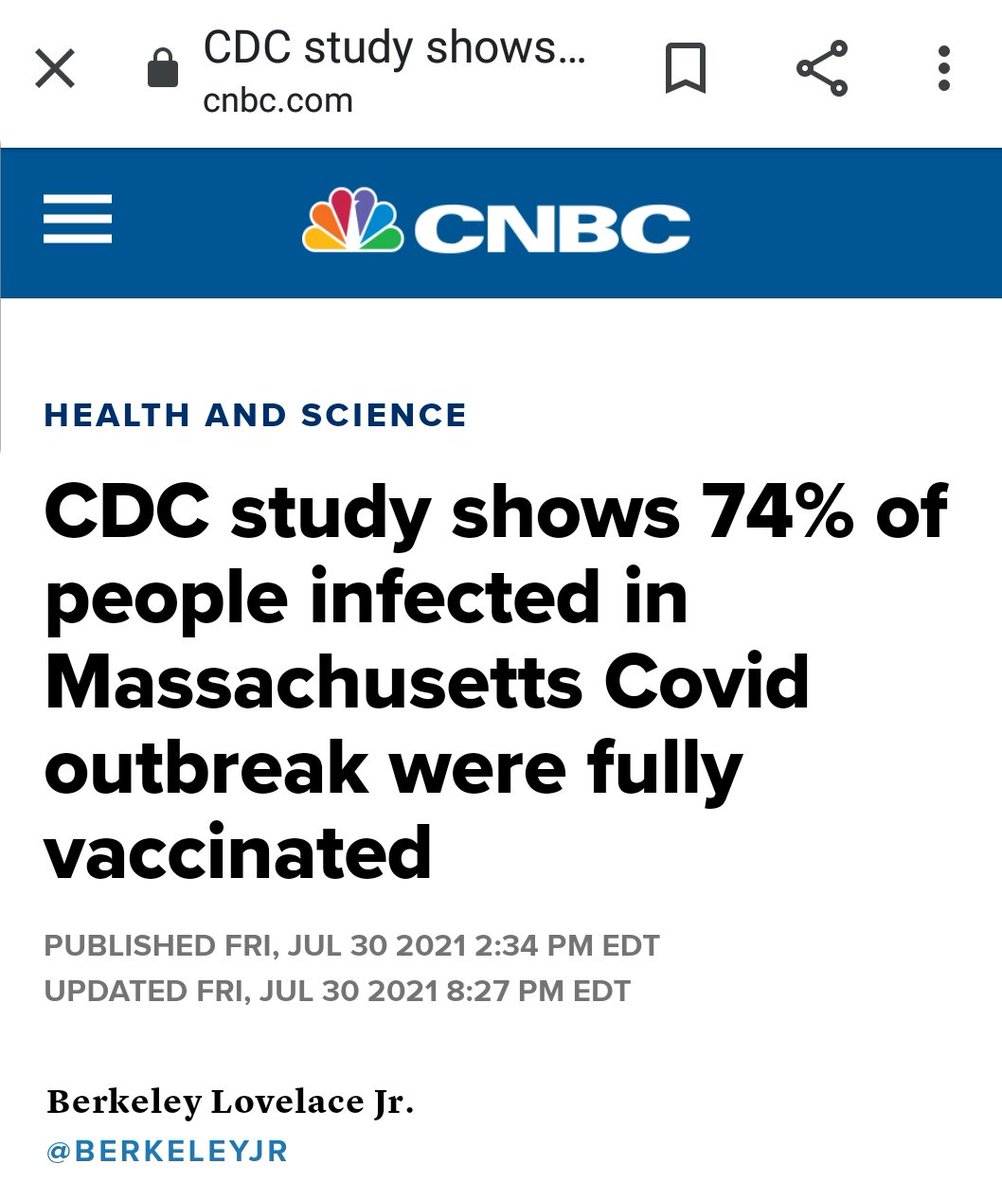 CDC study shows...
cnbc.com
CNBC
HEALTH AND SCIENCE
CDC study shows 74% of
people infected in
Massachusetts Covid
outbreak were fully
vaccinated
PUBLISHED FRI, JUL 30 2021 2:34 PM EDT
UPDATED FRI, JUL 30 2021 8:27 PM EDT
Berkeley Lovelace Jr.
@BERKELEYJR